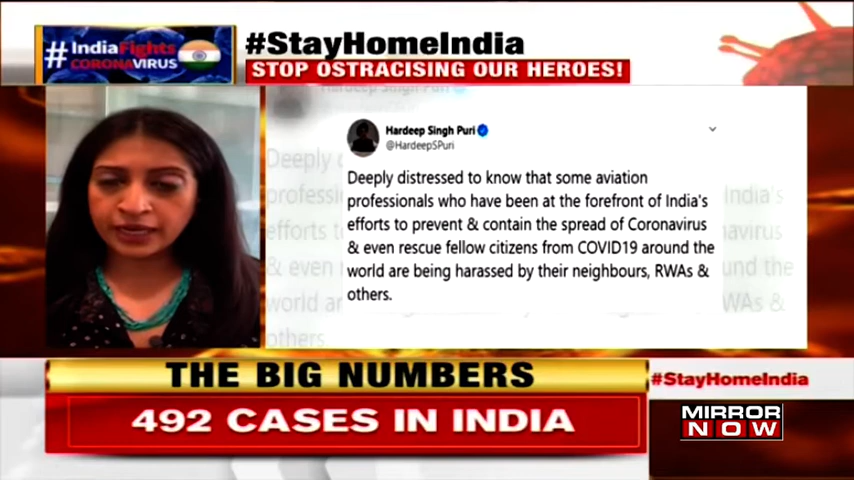 #IndiaFights
CORONAVIRUS
#StayHomeIndia
STOP OSTRACISING OUR HEROES!
Hardeep Singh Puri
Hardeep Singh Puri
@HardeepSPuri
Deeply distressed to know that some aviation
professionals who have been at the forefront of India's
efforts to prevent & contain the spread of Coronavirus
& even rescue fellow citizens from COVID19 around the
world are being harassed by their neighbours, RWAs &
others.
THE BIG NUMBERS
492 CASES IN INDIA
#StayHomeIndia
MIRROR
NOW